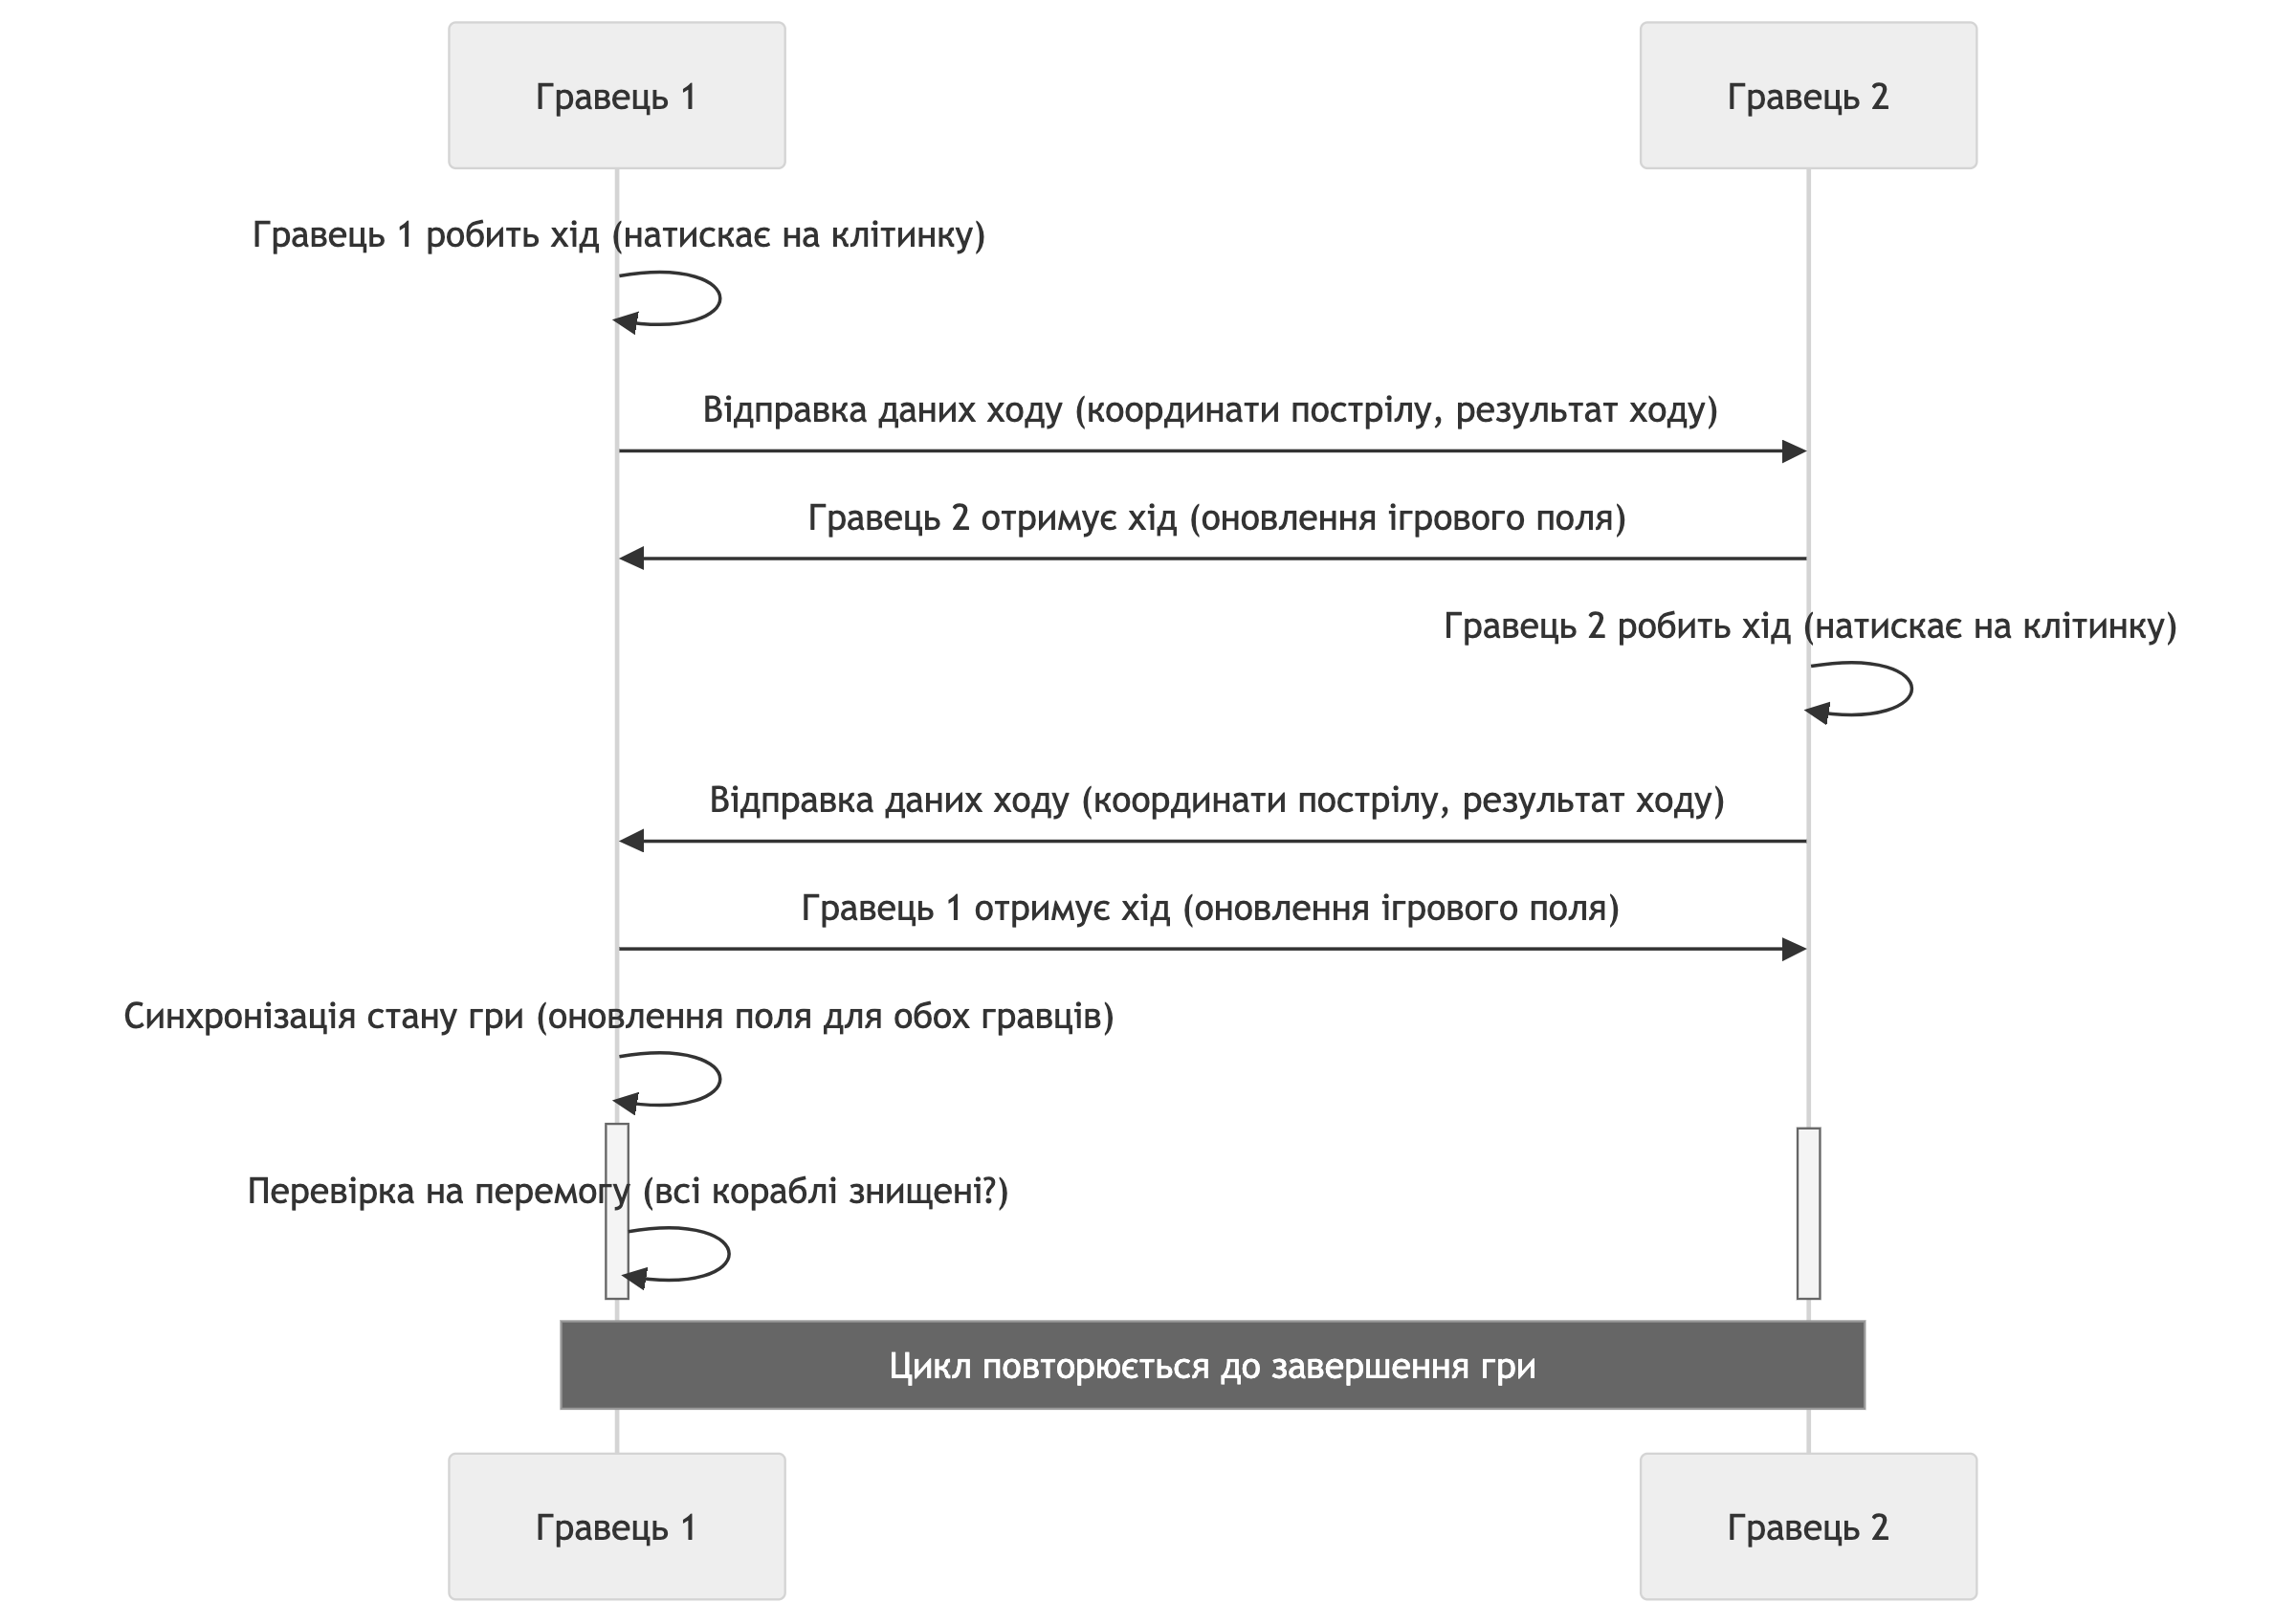 Гравець 1
Гравець 2
Гравець 1 робить хід (натискає на клітинку)
Відправка даних ходу (координати пострілу, результат ходу)
Гравець 2 отримує хід (оновлення ігрового поля)
Гравець 2 робить хід (натискає на клітинку)
Відправка даних ходу (координати пострілу, результат ходу)
Гравець 1 отримує хід (оновлення ігрового поля)
Синхронізація стану гри (оновлення поля для обох гравців)
Перевірка на перемогу (всі кораблі знищені?)
Цикл повторюється до завершення гри
Гравець 1
Гравець 2